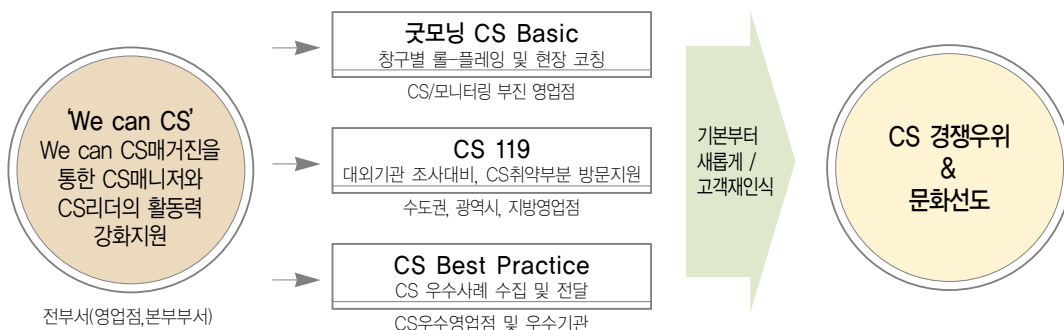 'We can CS'
We can CS매거진을
통한 CS매니저와
CS리더의 활동력
강화지원
전부서(영업점,본부부서)
굿모닝 CS Basic
창구별 롤-플레잉 및 현장 코칭
CS/모니터링 부진 영업점
CS 119
대외기관 조사대비, CS취약부분 방문지원
수도권, 광역시, 지방영업점
CS Best Practice
CS 우수사례 수집 및 전달
CS우수영업점 및 우수기관
기본부터
새롭게 /
고객재인식
CS 경쟁우위
&
문화선도